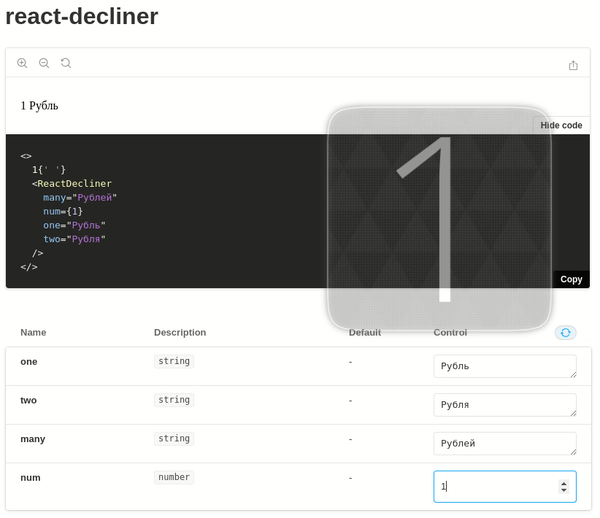 react-decliner
1 Рубль
Hide code
<>
1{' '}
<ReactDecliner
many="Рублей"
num={1}
one="Рубль"
two="Рубля"
/>
</>
1
Copy
Name Description Default Control
one string - Рубль
two string - Рубля
many string - Рублей
num number - 1